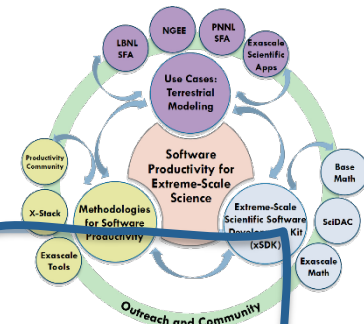 NGEE
LBNL
SFA
PNNL
SFA
Exascale
Scientific
Apps
Use Cases:
Terrestrial
Modeling
Software
Productivity for
Extreme-Scale
Science
Productivity
Community
X-Stack
Exascale
Tools
Methodologies
for Software
Productivity
Extreme-Scale
Scientific Software
Kit
(xSDK)
Base
Math
SciDAC
Exascale
Math
Outreach and Community